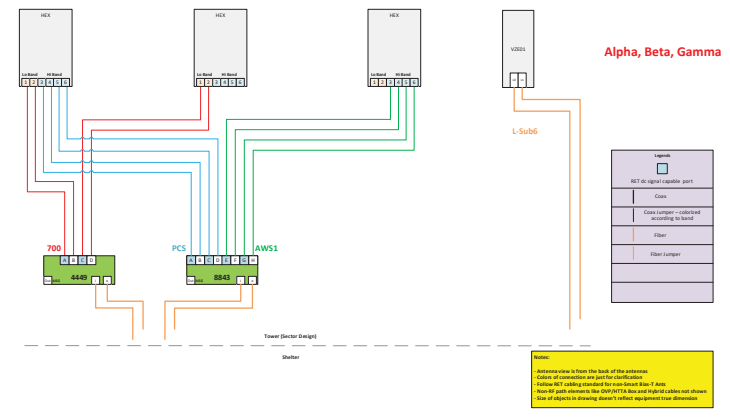 HEX
HEX
HEX
VZED1
Alpha, Beta, Gamma
Lo Band Hi Band
Lo Band Hi Band
1 2 3 4 5 6
1 2 3 4 5 6
1 2 3 4 5 6
L-Sub6
Legends
RET dc signal capable port
Coax
Coax Jumper – colorized
according to band
Fiber
Fiber Jumper
700
PCS
AWS1
A B C D
A B C D E F G H
4449
8843
Tower (Sector Design)
Shelter
Notes:
- Antenna view is from the back of the antennas
- Colors of connection are just for clarification
- Follow RET cabling standard for non-Smart Bias-T Ants
- Non-RF path elements like OVP/HTTA Box and Hybrid cables not shown
- Size of objects in drawing doesn't reflect equipment true dimension